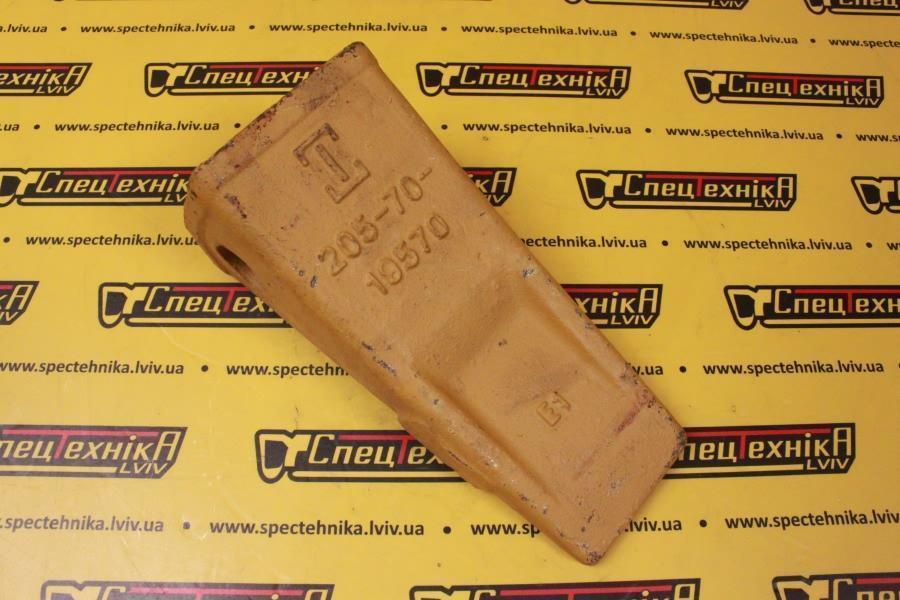 205-70-
19570
СпецТехнікА
LVIV
www.spectehnika.lviv.ua